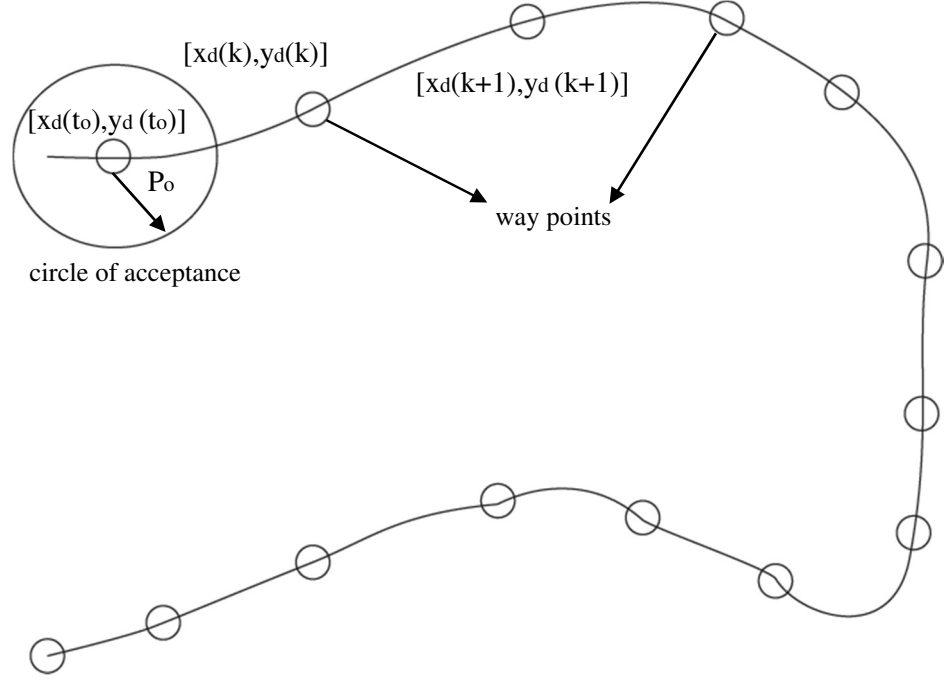 [xd(k),yd(k)]
[xd(k+1),yd (k+1)]
[xd(to),yd (to)]
Po
way points
circle of acceptance